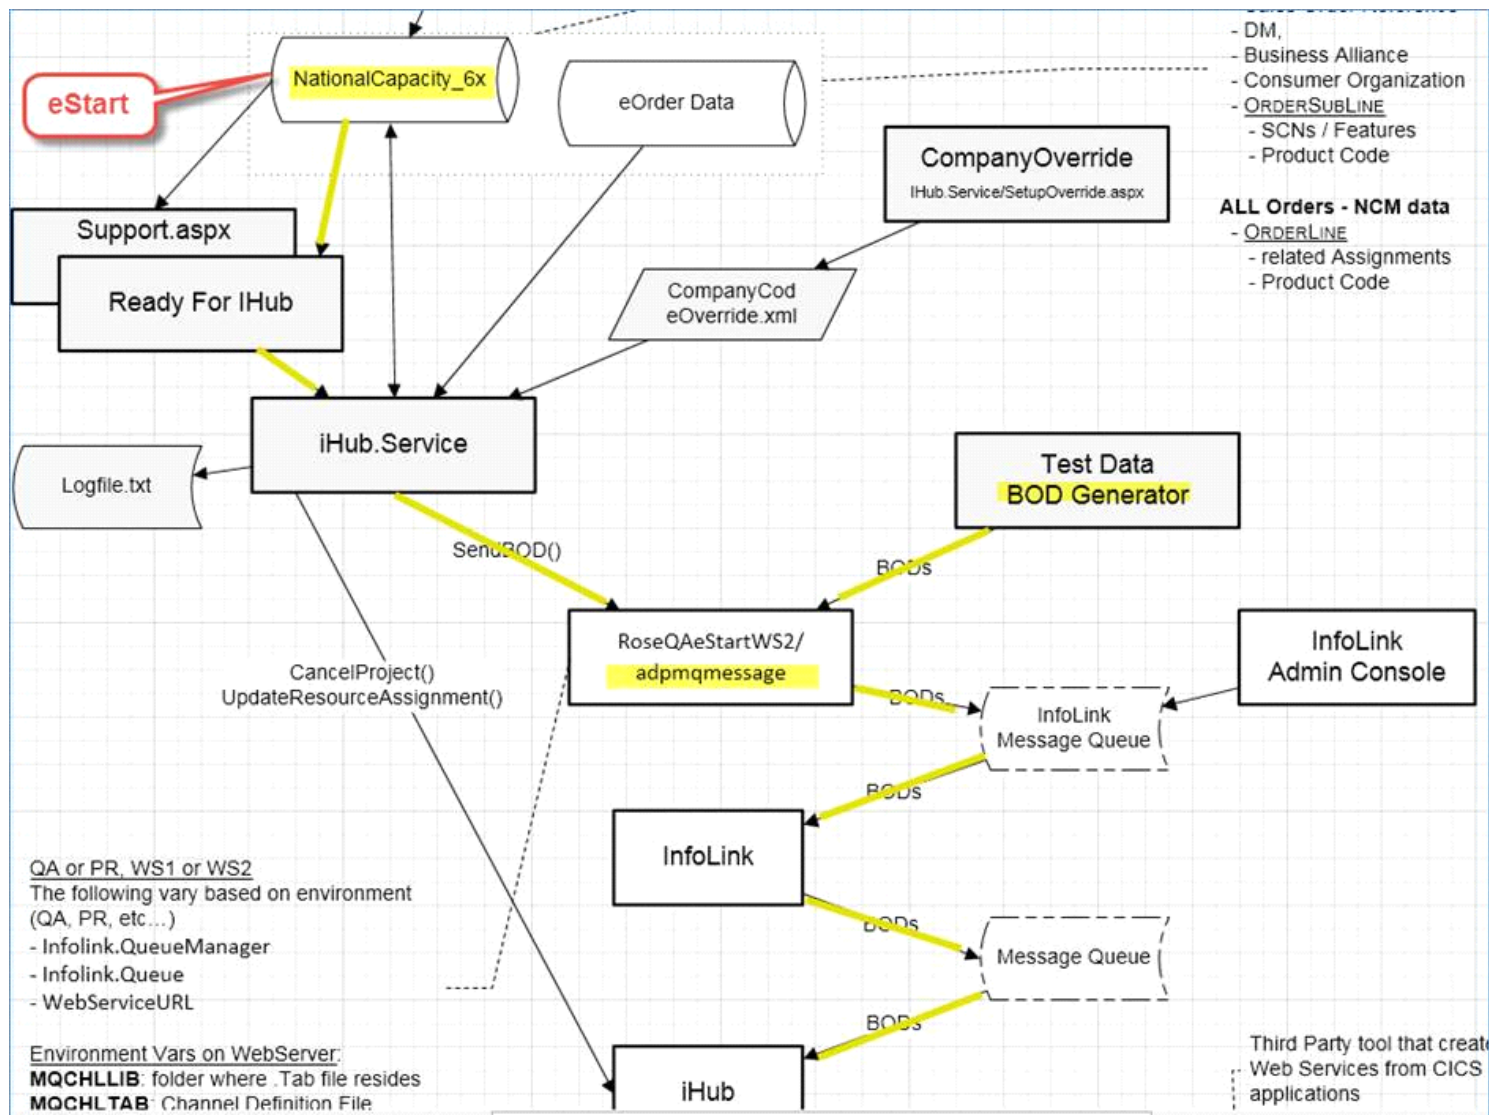 Sales Order Reference
- DM,
- Business Alliance
- Consumer Organization
- ORDERSUBLINE
- SCNs / Features
- Product Code
ALL Orders - NCM data
- ORDERLINE
- related Assignments
- Product Code
eStart
NationalCapacity_6x
eOrder Data
CompanyOverride
IHub.Service/SetupOverride.aspx
Support.aspx
Ready For IHub
CompanyCod
eOverride.xml
iHub.Service
Logfile.txt
Test Data
BOD Generator
SendBOD()
BODs
RoseQAeStartWS2/
adpmqmessage
InfoLink
Admin Console
CancelProject()
UpdateResourceAssignment()
BODs
InfoLink
Message Queue
BODs
InfoLink
QA or PR, WS1 or WS2
The following vary based on environment
(QA, PR, etc...)
- Infolink.QueueManager
- Infolink.Queue
- WebServiceURL
BODs
Message Queue
BODs
Environment Vars on WebServer:
MQCHLLIB: folder where .Tab file resides
MQCHLTAB: Channel Definition File
iHub
Third Party tool that create
Web Services from CICS
applications